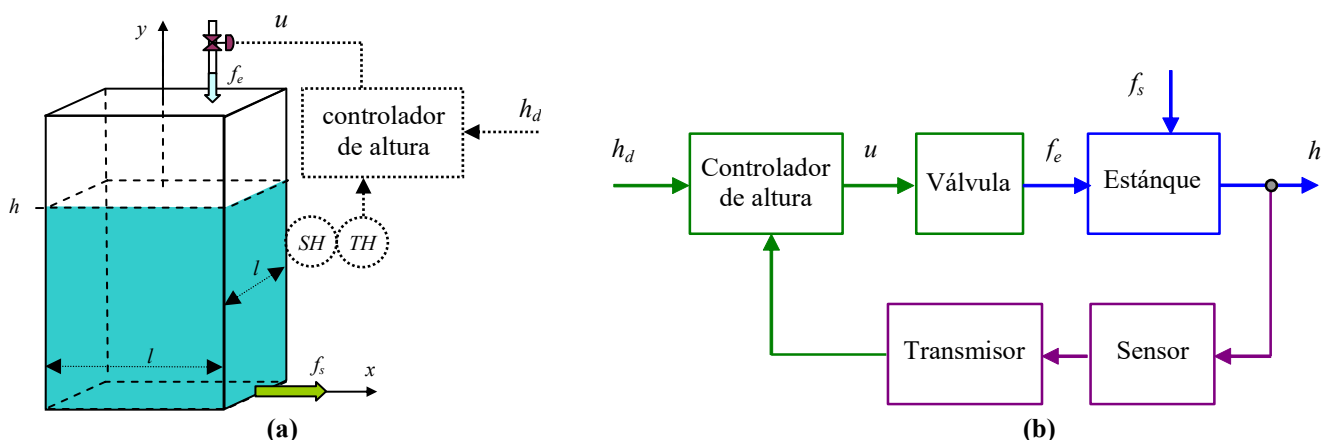 y
u
f_e
controlador
de altura
h_d
h
SH
TH
l
l
f_s
x
(a)
f_s
h_d
Controlador
de altura
u
Válvula
f_e
Estánque
h
Transmisor
Sensor
(b)